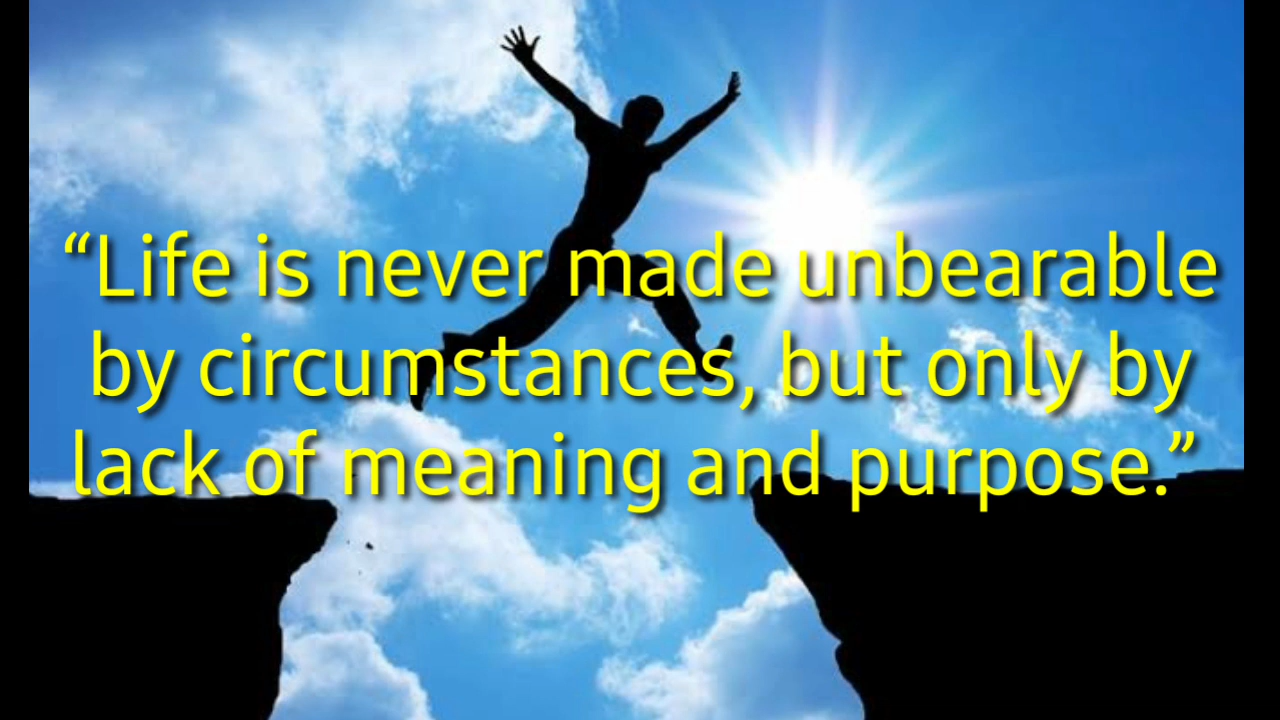 “Life is never made unbearable
by circumstances, but only by
lack of meaning and purpose.”